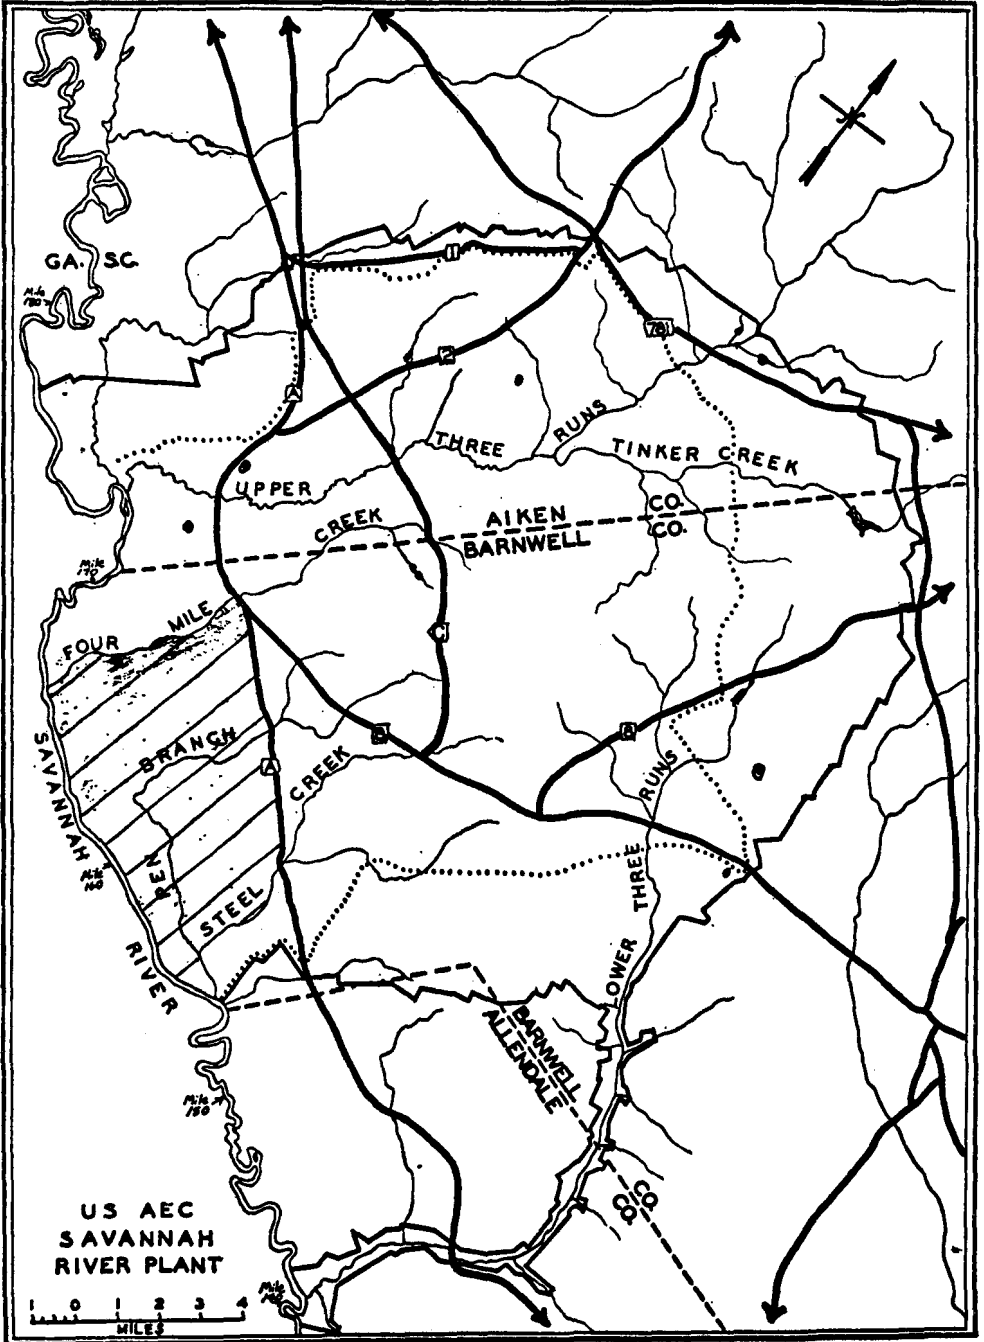 GA. S.C.
Mile 180
1
78
2
A
THREE RUNS
TINKER CREEK
UPPER
CREEK
AIKEN CO.
BARNWELL CO.
Mile 170
FOUR MILE
C
BRANCH
A
CREEK
RUNS
SAVANNAH
Mile 160
PEN
STEEL
THREE
RIVER
LOWER
BARNWELL CO.
ALLENDALE CO.
Mile 150
US AEC
SAVANNAH
RIVER PLANT
1 0 1 2 3 4
MILES